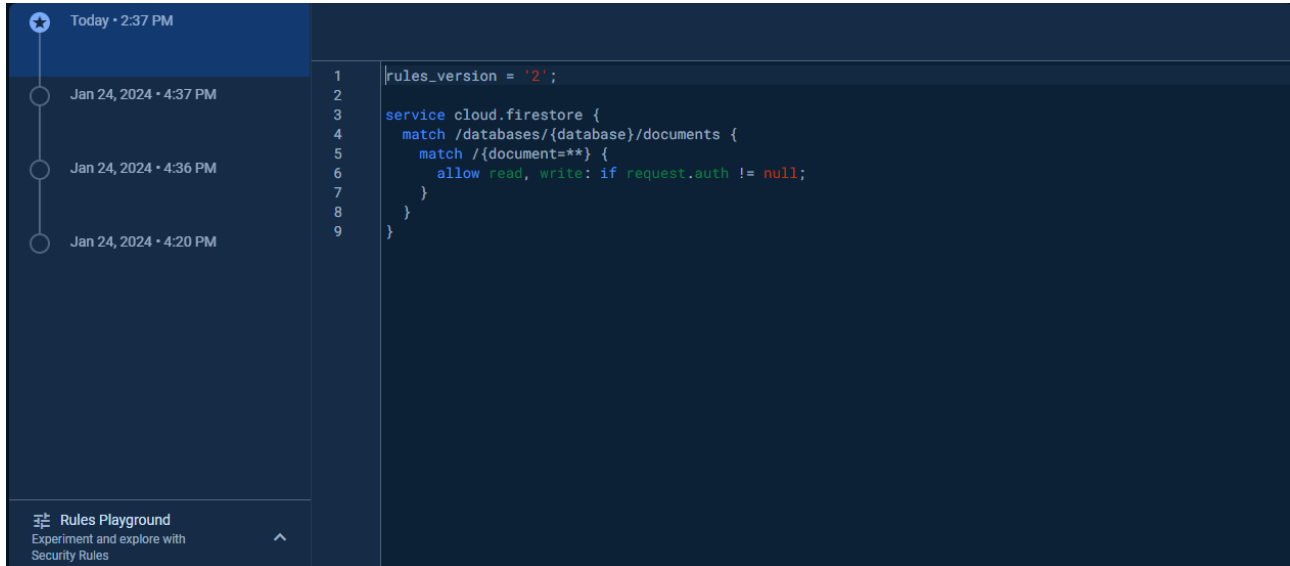 Today • 2:37 PM
Jan 24, 2024 • 4:37 PM
Jan 24, 2024 • 4:36 PM
Jan 24, 2024 • 4:20 PM
Rules Playground
Experiment and explore with
Security Rules
1 rules_version = '2';
2
3 service cloud.firestore {
4   match /databases/{database}/documents {
5     match /{document=**} {
6       allow read, write: if request.auth != null;
7     }
8   }
9 }